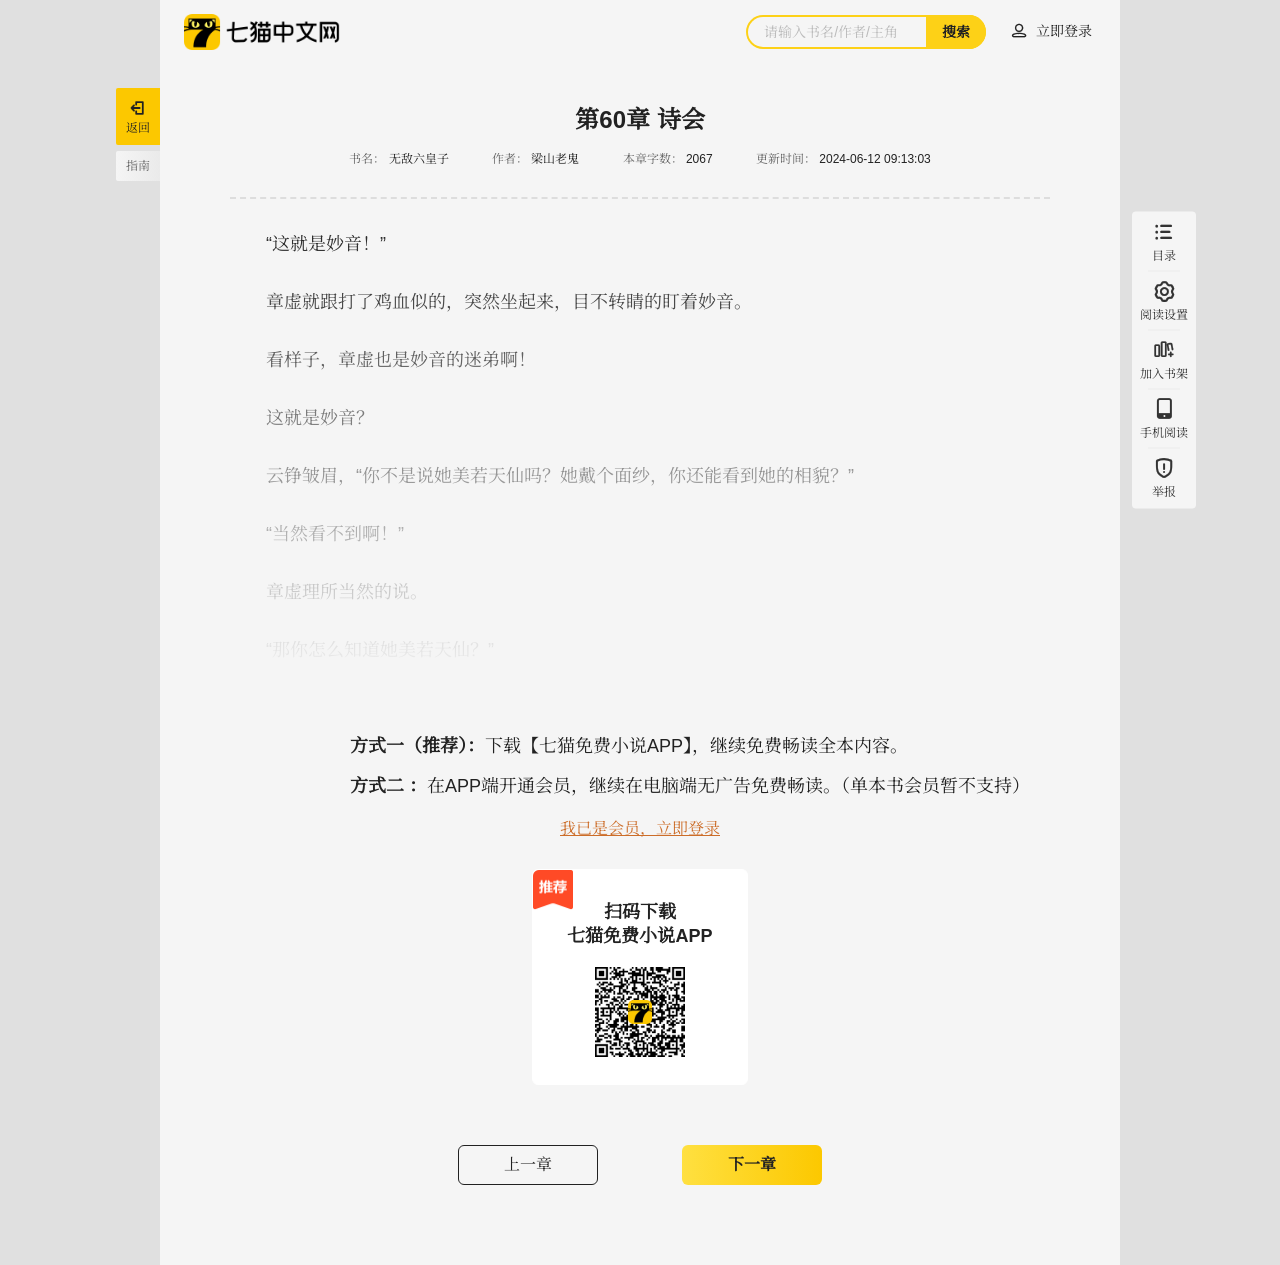 七猫中文网
请输入书名/作者/主角
搜索
立即登录
返回
指南
第60章 诗会
书名： 无敌六皇子 作者： 梁山老鬼 本章字数： 2067 更新时间： 2024-06-12 09:13:03
“这就是妙音！”
章虚就跟打了鸡血似的，突然坐起来，目不转睛的盯着妙音。
看样子，章虚也是妙音的迷弟啊！
这就是妙音？
云铮皱眉，“你不是说她美若天仙吗？她戴个面纱，你还能看到她的相貌？”
“当然看不到啊！”
章虚理所当然的说。
“那你怎么知道她美若天仙？”
目录
阅读设置
加入书架
手机阅读
举报
方式一（推荐）：下载【七猫免费小说APP】，继续免费畅读全本内容。
方式二 ：在APP端开通会员，继续在电脑端无广告免费畅读。（单本书会员暂不支持）
我已是会员，立即登录
推荐
扫码下载
七猫免费小说APP
上一章
下一章